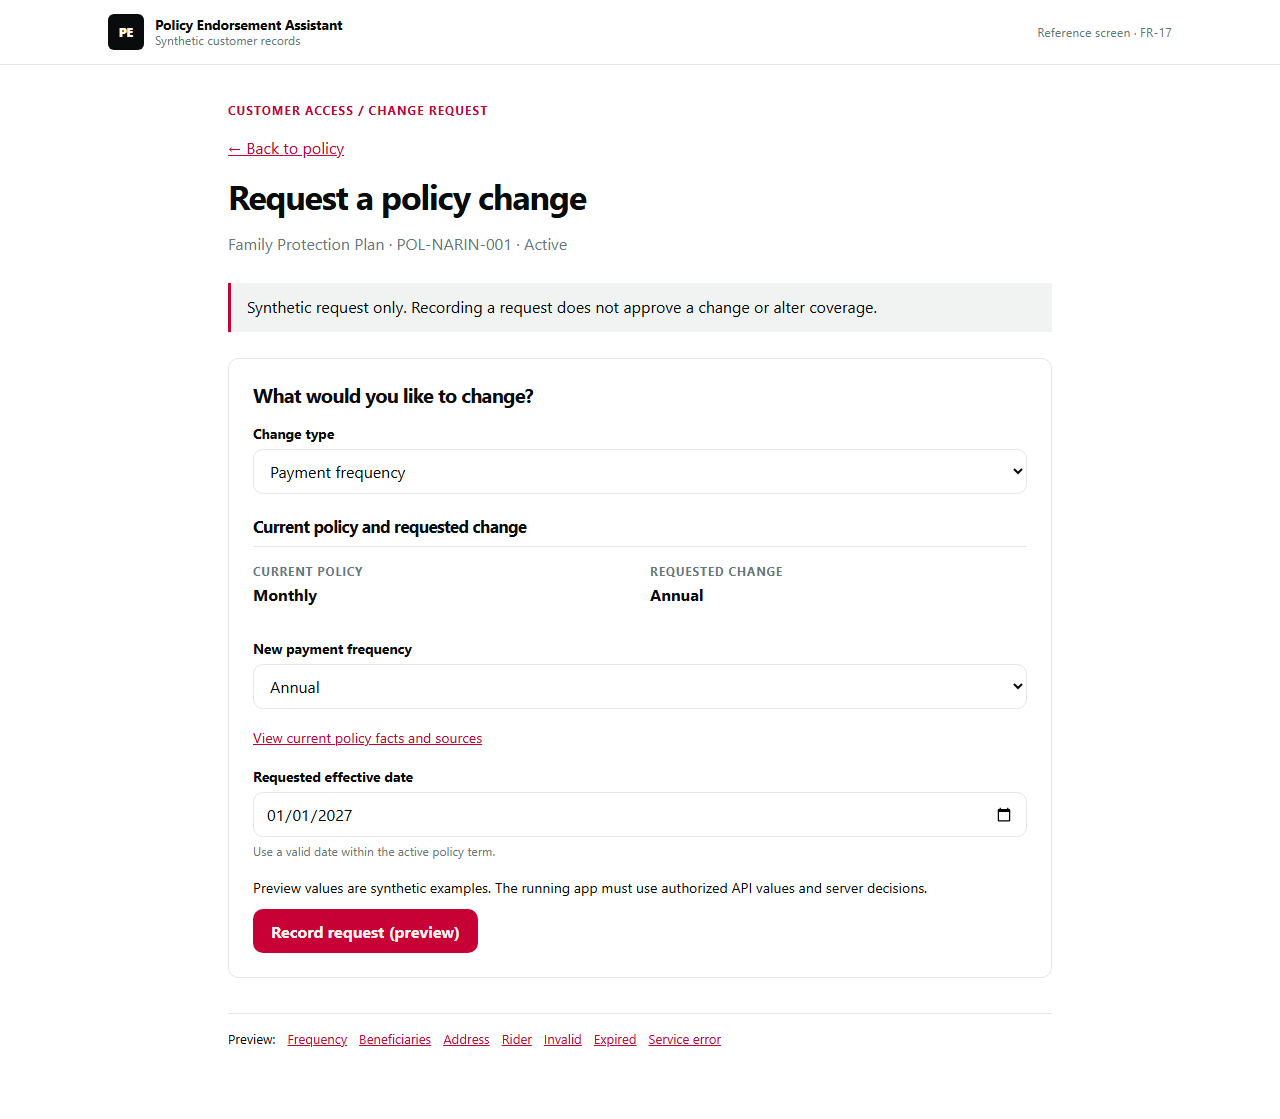 PE
Policy Endorsement Assistant
Synthetic customer records
Reference screen · FR-17
CUSTOMER ACCESS / CHANGE REQUEST
← Back to policy
Request a policy change
Family Protection Plan · POL-NARIN-001 · Active
Synthetic request only. Recording a request does not approve a change or alter coverage.
What would you like to change?
Change type
Payment frequency
Current policy and requested change
CURRENT POLICY
Monthly
REQUESTED CHANGE
Annual
New payment frequency
Annual
View current policy facts and sources
Requested effective date
01/01/2027
Use a valid date within the active policy term.
Preview values are synthetic examples. The running app must use authorized API values and server decisions.
Record request (preview)
Preview: Frequency Beneficiaries Address Rider Invalid Expired Service error